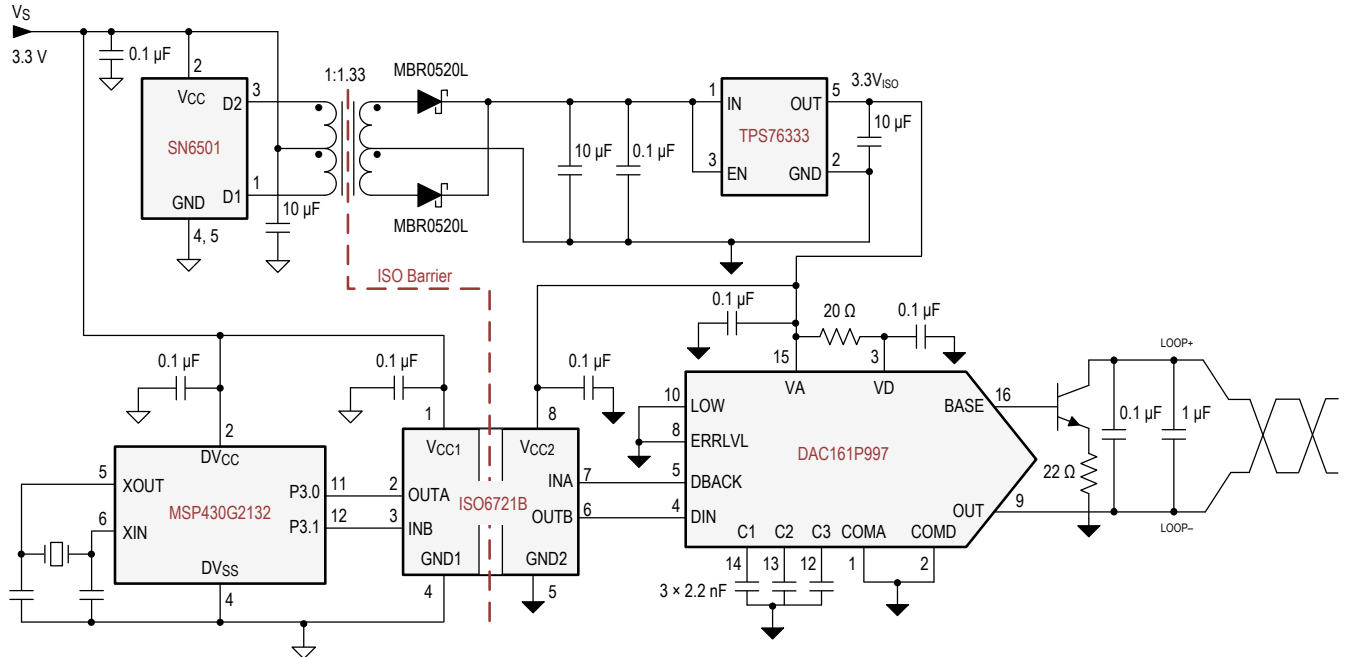 VS
3.3 V
0.1 µF
2
VCC
D2
3
SN6501
D1
1
GND
4, 5
10 µF
1:1.33
MBR0520L
MBR0520L
10 µF
0.1 µF
1
IN
OUT
5
3.3VISO
TPS76333
10 µF
3
EN
GND
2
ISO Barrier
0.1 µF
20 Ω
0.1 µF
0.1 µF
0.1 µF
0.1 µF
2
DVCC
5
XOUT
P3.0
11
MSP430G2132
6
XIN
P3.1
12
DVSS
4
1
8
VCC1
VCC2
2
OUTA
INA
7
ISO6721B
3
INB
OUTB
6
GND1
GND2
4
5
15
3
VA
VD
10
LOW
BASE
16
8
ERRLVL
DAC161P997
5
DBACK
4
DIN
OUT
9
C1
C2
C3
COMA
COMD
14
13
12
1
2
3 × 2.2 nF
22 Ω
0.1 µF
1 µF
LOOP+
LOOP–